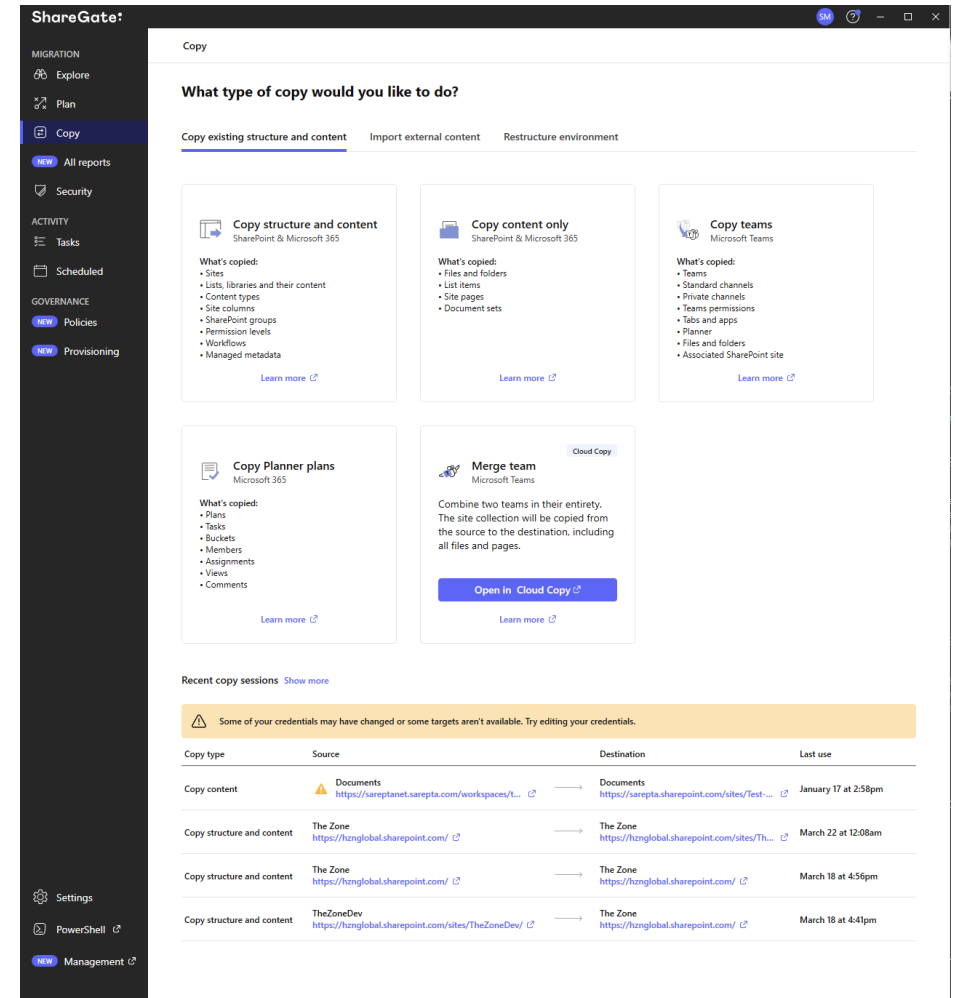 ShareGate:
SM
MIGRATION
Explore
Plan
Copy
NEW All reports
Security
ACTIVITY
Tasks
Scheduled
GOVERNANCE
NEW Policies
NEW Provisioning
Settings
PowerShell
NEW Management
Copy
What type of copy would you like to do?
Copy existing structure and content Import external content Restructure environment
Copy structure and content
SharePoint & Microsoft 365
What's copied:
• Sites
• Lists, libraries and their content
• Content types
• Site columns
• SharePoint groups
• Permission levels
• Workflows
• Managed metadata
Learn more
Copy content only
SharePoint & Microsoft 365
What's copied:
• Files and folders
• List items
• Site pages
• Document sets
Learn more
Copy teams
Microsoft Teams
What's copied:
• Teams
• Standard channels
• Private channels
• Teams permissions
• Tabs and apps
• Planner
• Files and folders
• Associated SharePoint site
Learn more
Copy Planner plans
Microsoft 365
What's copied:
• Plans
• Tasks
• Buckets
• Members
• Assignments
• Views
• Comments
Learn more
Cloud Copy
Merge team
Microsoft Teams
Combine two teams in their entirety.
The site collection will be copied from
the source to the destination, including
all files and pages.
Open in Cloud Copy
Learn more
Recent copy sessions Show more
Some of your credentials may have changed or some targets aren't available. Try editing your credentials.
Copy type Source Destination Last use
Copy content Documents Documents January 17 at 2:58pm
https://sareptanet.sarepta.com/workspaces/t... https://sarepta.sharepoint.com/sites/Test-...
Copy structure and content The Zone The Zone March 22 at 12:08am
https://hznglobal.sharepoint.com/ https://hznglobal.sharepoint.com/sites/Th...
Copy structure and content The Zone The Zone March 18 at 4:56pm
https://hznglobal.sharepoint.com/ https://hznglobal.sharepoint.com/
Copy structure and content TheZoneDev The Zone March 18 at 4:41pm
https://hznglobal.sharepoint.com/sites/TheZoneDev/ https://hznglobal.sharepoint.com/